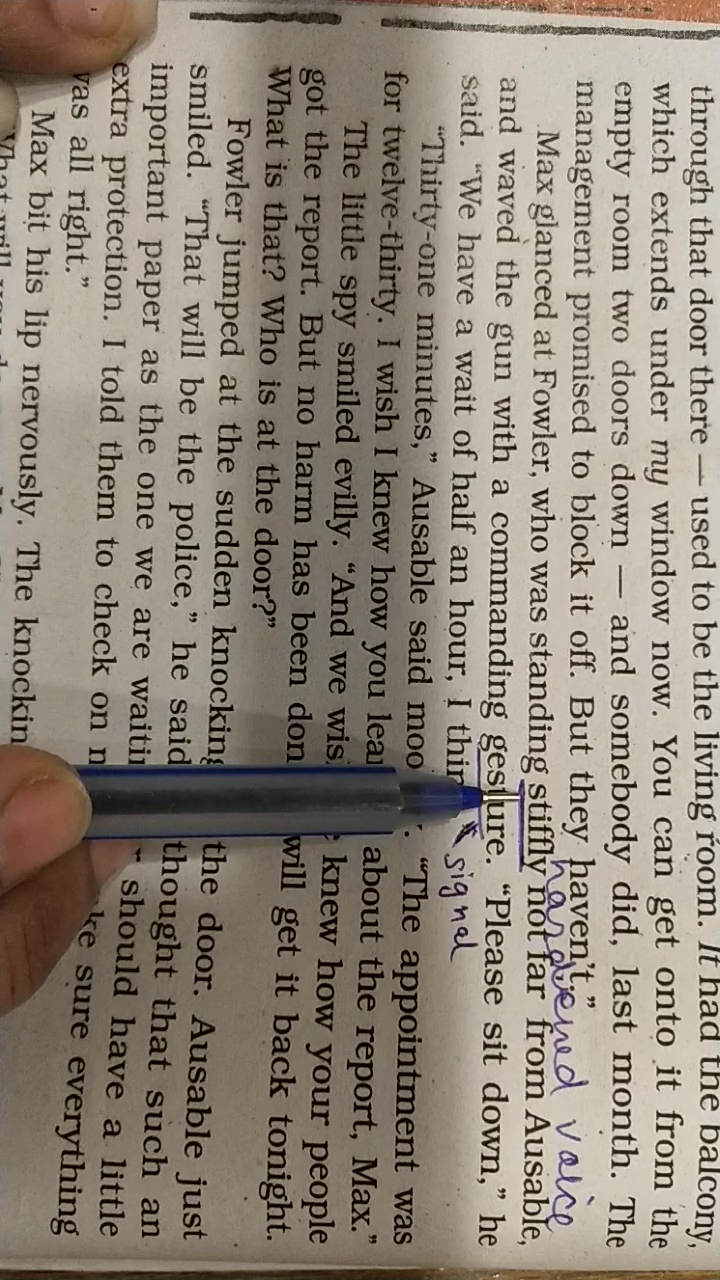 through that door there — used to be the living room. It had the balcony,
which extends under my window now. You can get onto it from the
empty room two doors down — and somebody did, last month. The
management promised to block it off. But they haven't."
hardened voice
Max glanced at Fowler, who was standing stiffly not far from Ausable,
and waved the gun with a commanding gesture. "Please sit down," he
signal
said. "We have a wait of half an hour, I
"Thirty-one minutes," Ausable said "The appointment was
for twelve-thirty. I wish I knew how you about the report, Max."
The little spy smiled evilly. "And we knew how your people
got the report. But no harm has been will get it back tonight.
What is that? Who is at the door?"
Fowler jumped at the sudden knocking the door. Ausable just
smiled. "That will be the police," he said thought that such an
important paper as the one we are should have a little
extra protection. I told them to check on sure everything
was all right."
Max bit his lip nervously. The